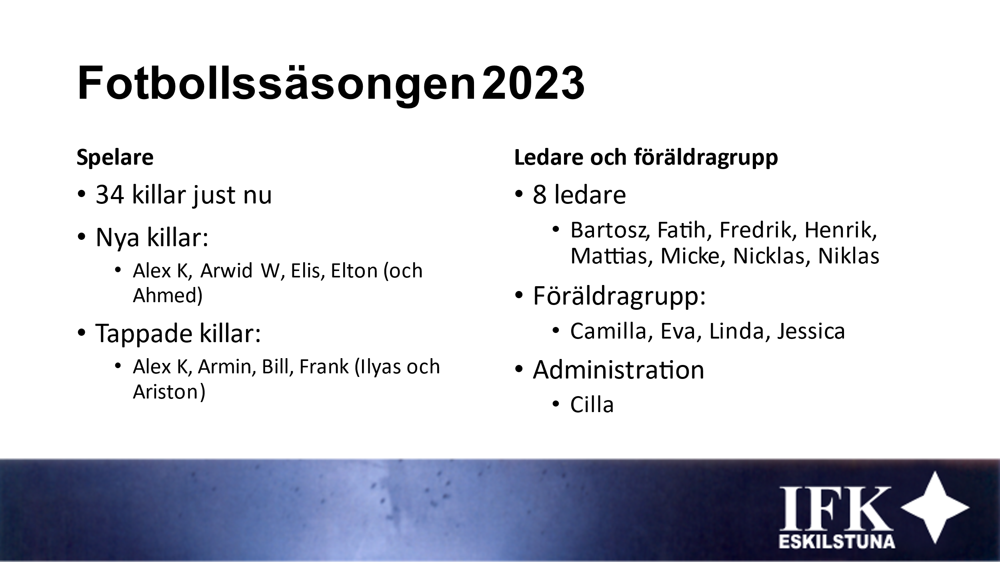 Fotbollssäsongen 2023
Spelare
• 34 killar just nu
• Nya killar:
• Alex K, Arwid W, Elis, Elton (och
Ahmed)
• Tappade killar:
• Alex K, Armin, Bill, Frank (Ilyas och
Ariston)
Ledare och föräldragrupp
• 8 ledare
• Bartosz, Fatih, Fredrik, Henrik,
Mattias, Micke, Nicklas, Niklas
• Föräldragrupp:
• Camilla, Eva, Linda, Jessica
• Administration
• Cilla
IFK
ESKILSTUNA